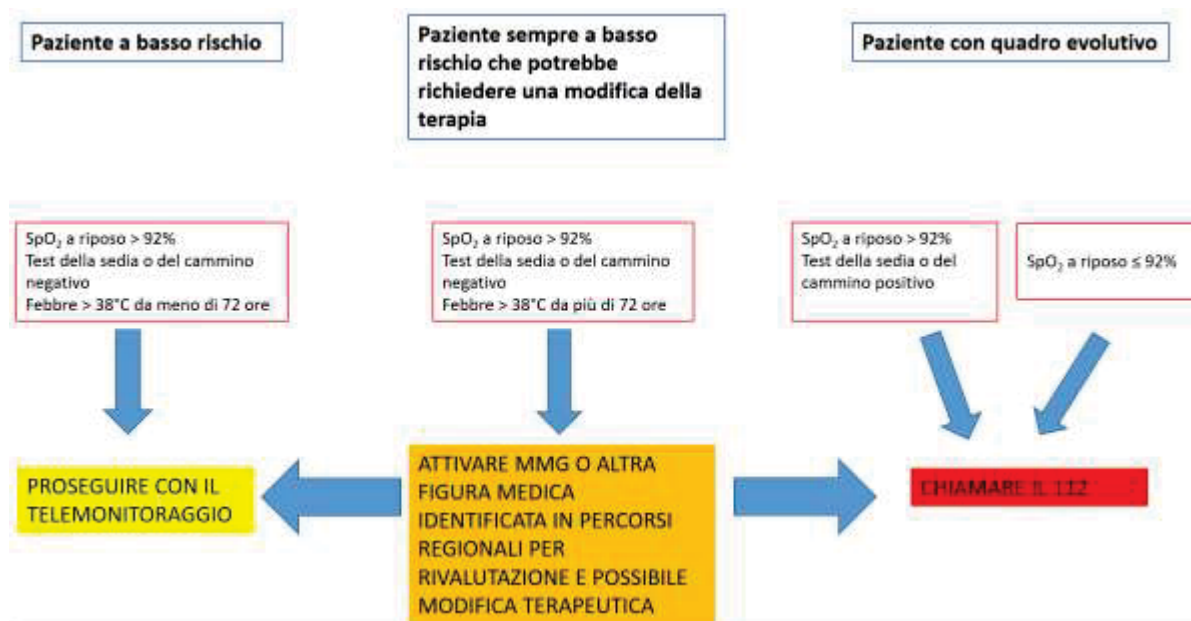 Paziente a basso rischio
Paziente sempre a basso
rischio che potrebbe
richiedere una modifica della
terapia
Paziente con quadro evolutivo
SpO₂ a riposo > 92%
Test della sedia o del cammino
negativo
Febbre > 38°C da meno di 72 ore
SpO₂ a riposo > 92%
Test della sedia o del cammino
negativo
Febbre > 38°C da più di 72 ore
SpO₂ a riposo > 92%
Test della sedia o del
cammino positivo
SpO₂ a riposo ≤ 92%
PROSEGUIRE CON IL
TELEMONITORAGGIO
ATTIVARE MMG O ALTRA
FIGURA MEDICA
IDENTIFICATA IN PERCORSI
REGIONALI PER
RIVALUTAZIONE E POSSIBILE
MODIFICA TERAPEUTICA
CHIAMARE IL 112